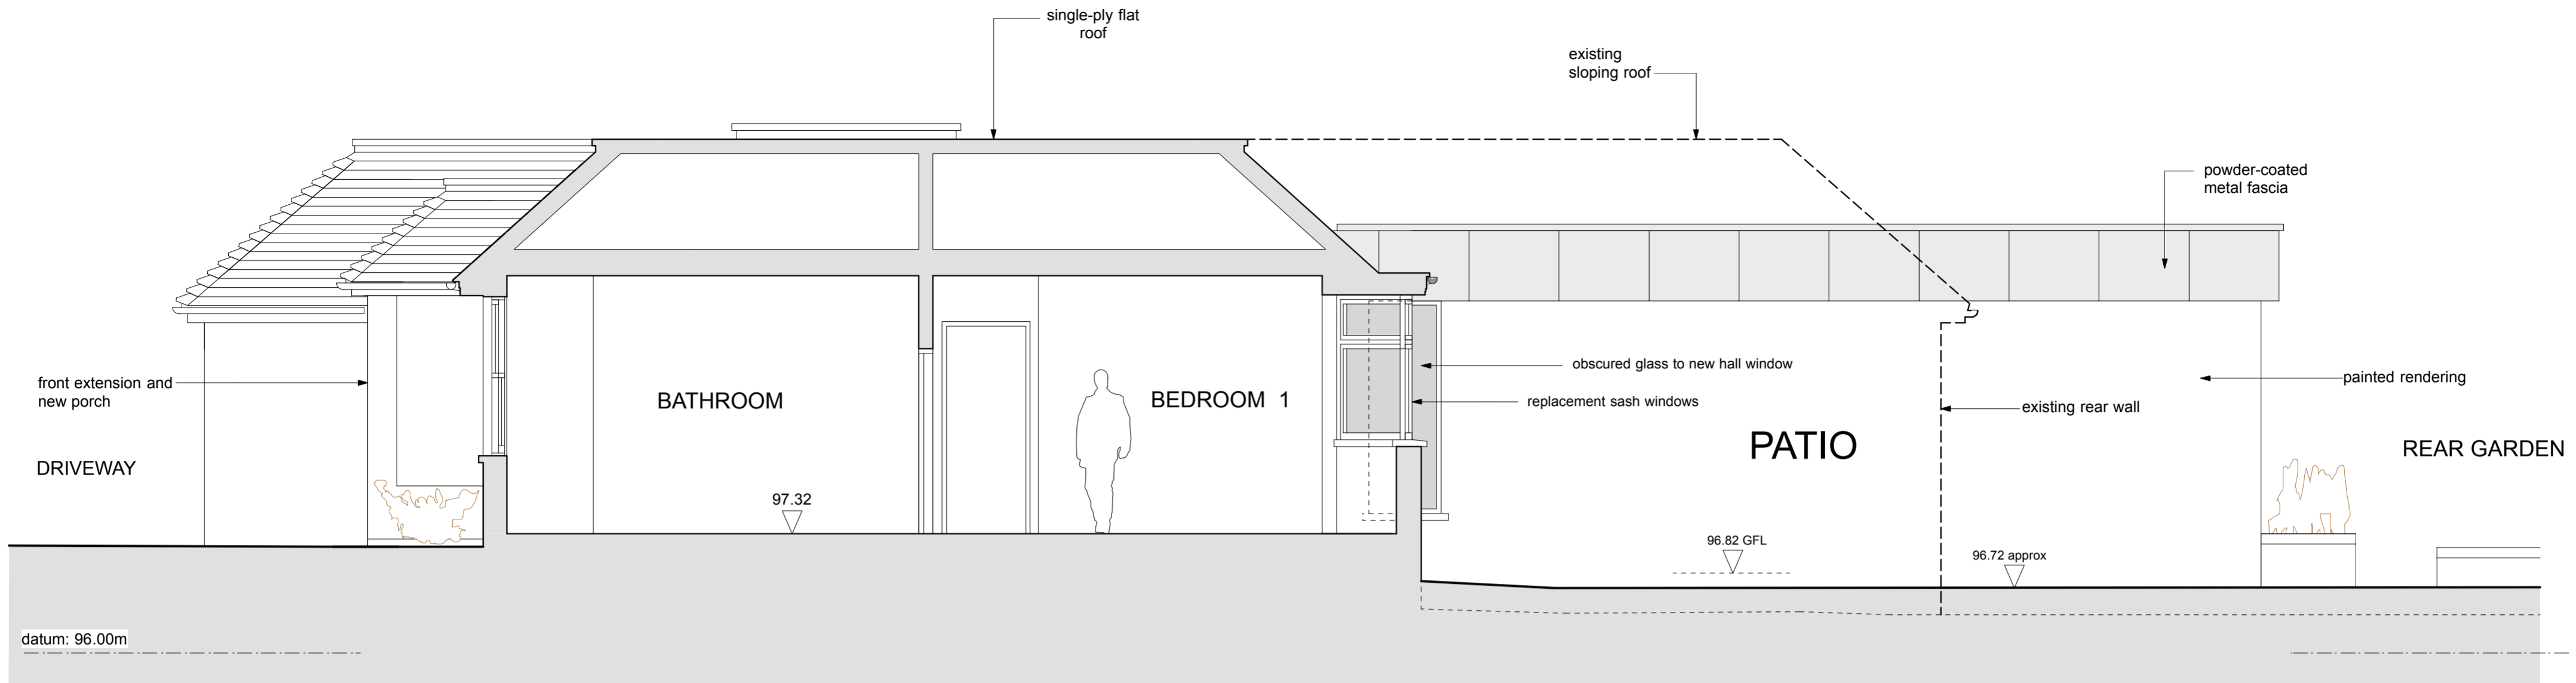 single-ply flat
roof
existing
sloping roof
powder-coated
metal fascia
front extension and
new porch
obscured glass to new hall window
painted rendering
BATHROOM
BEDROOM 1
replacement sash windows
existing rear wall
PATIO
DRIVEWAY
REAR GARDEN
97.32
96.82 GFL
96.72 approx
datum: 96.00m